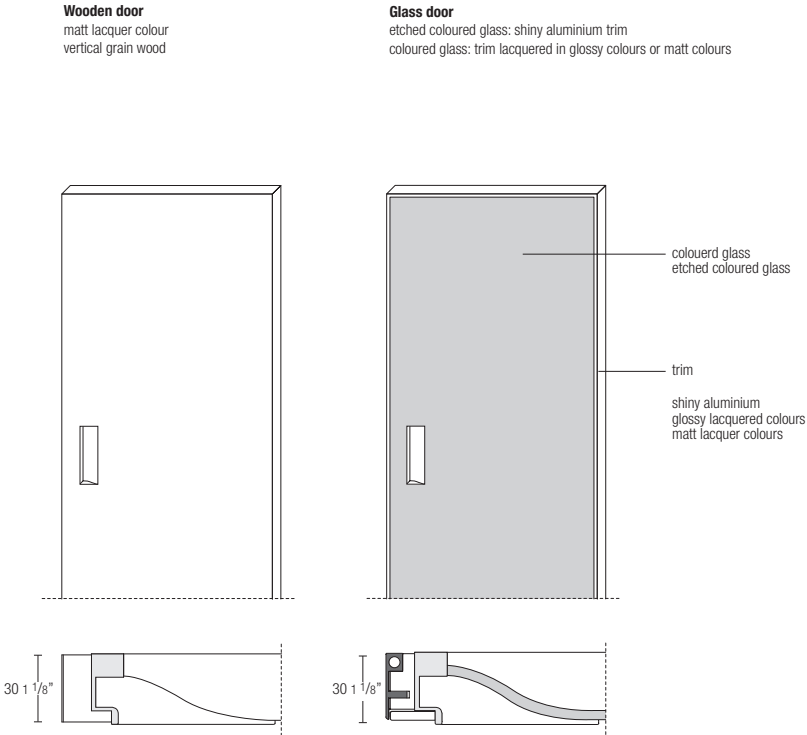 Wooden door
matt lacquer colour
vertical grain wood
Glass door
etched coloured glass: shiny aluminium trim
coloured glass: trim lacquered in glossy colours or matt colours
colouerd glass
etched coloured glass
trim
shiny aluminium
glossy lacquered colours
matt lacquer colours
30 1 1/8"
30 1 1/8"